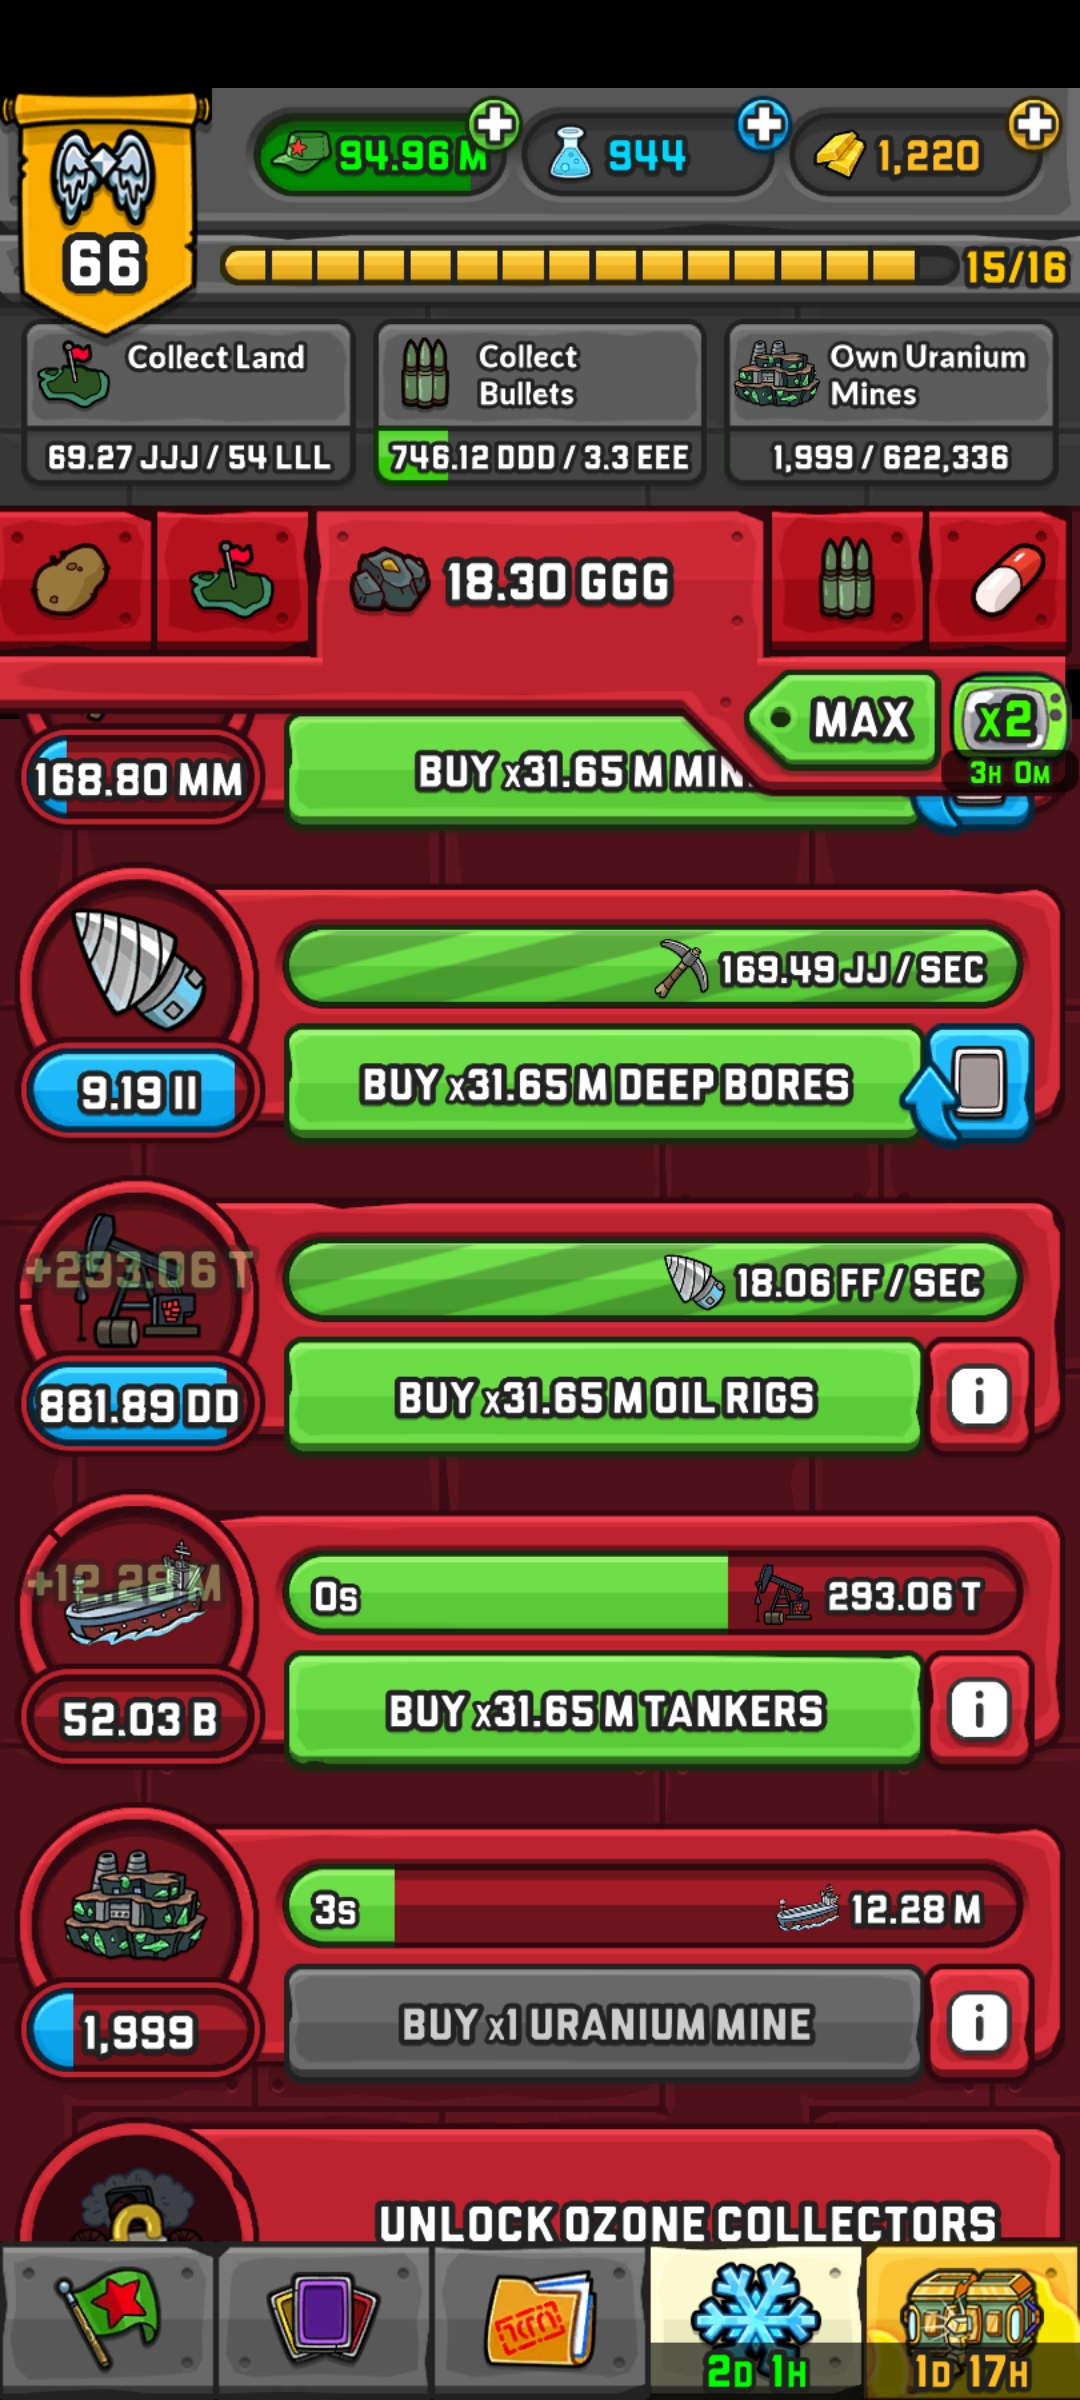 94.96 M
944
1,220
66
15/16
Collect Land
Collect
Bullets
Own Uranium
Mines
69.27 JJJ / 54 LLL
746.12 DDD / 3.3 EEE
1,999 / 622,336
18.30 GGG
MAX
x2
3H 0M
168.80 MM
BUY x31.65 M MIN
169.49 JJ / SEC
9.19 II
BUY x31.65 M DEEP BORES
+293.06 T
18.06 FF / SEC
881.89 DD
BUY x31.65 M OIL RIGS
i
+12.28 M
0s
293.06 T
52.03 B
BUY x31.65 M TANKERS
i
3s
12.28 M
1,999
BUY x1 URANIUM MINE
i
UNLOCK OZONE COLLECTORS
2D 1H
1D 17H